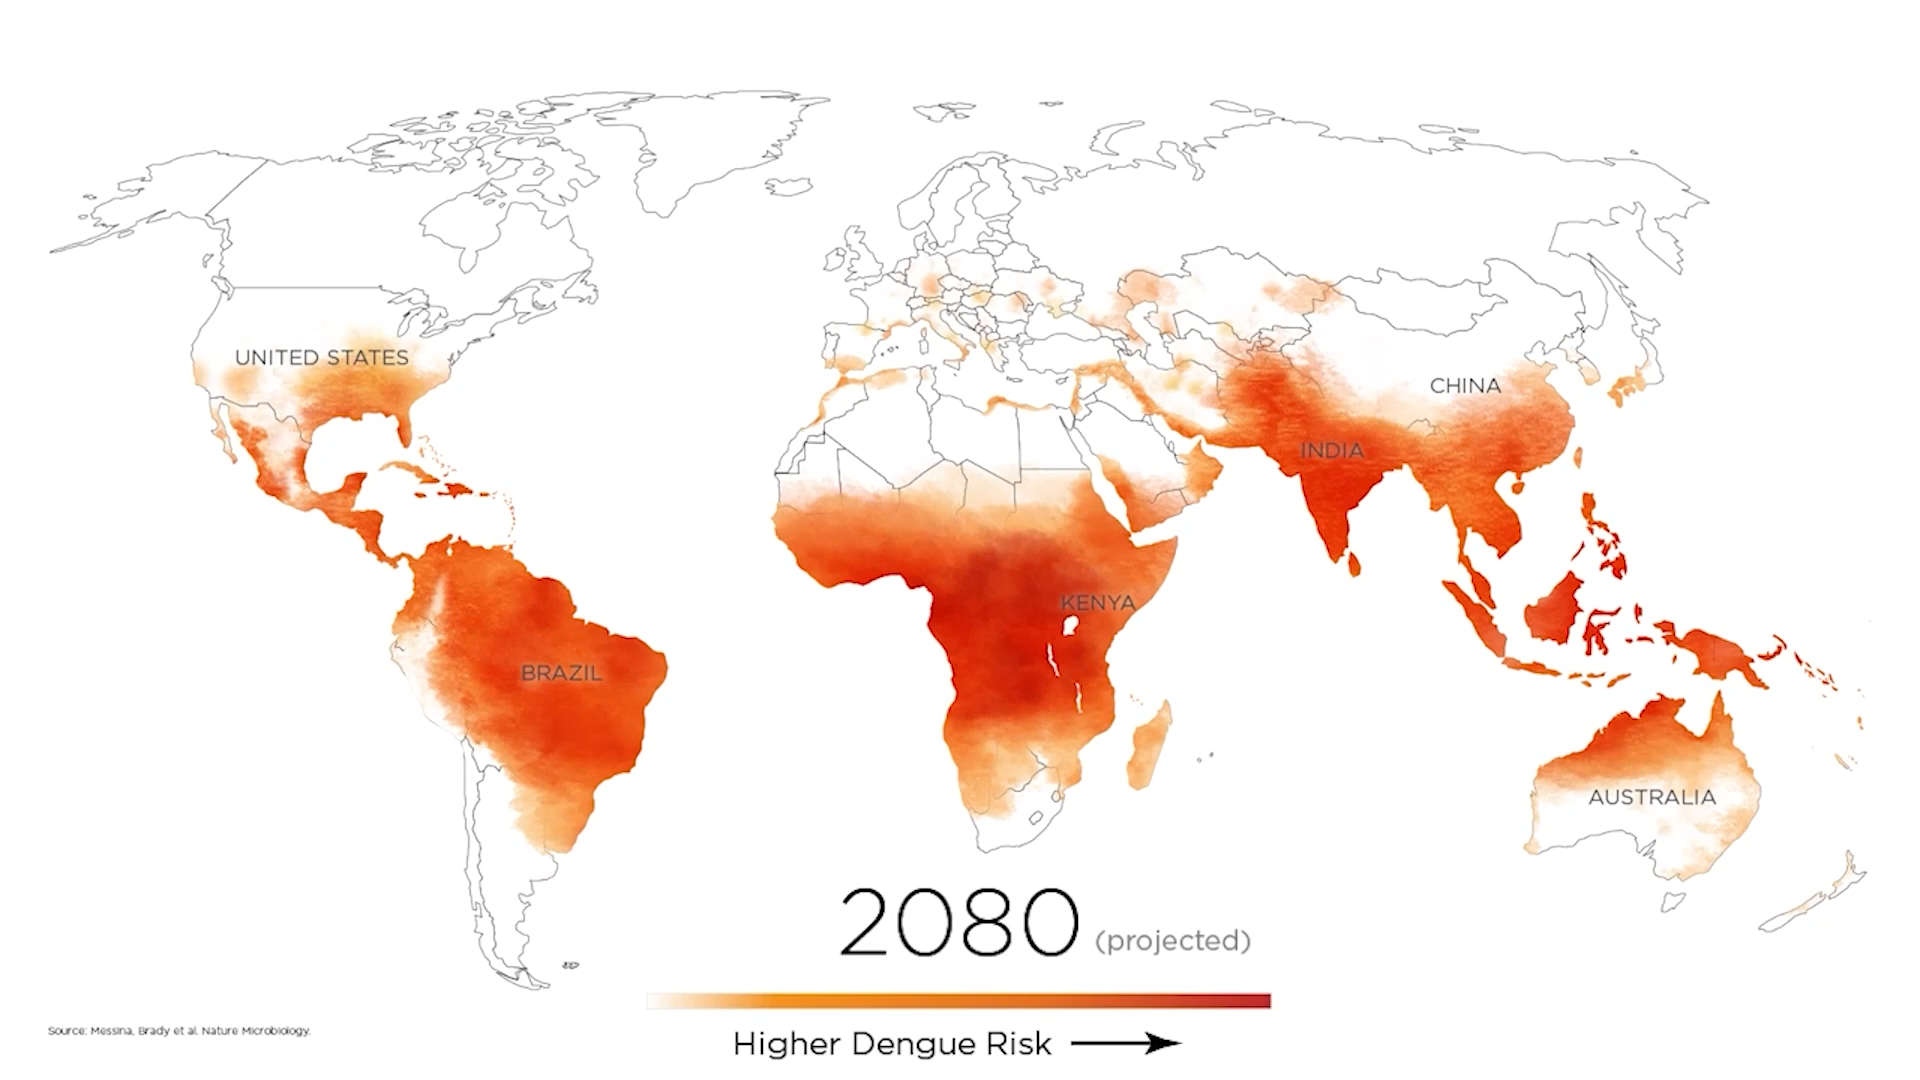 UNITED STATES
CHINA
INDIA
KENYA
BRAZIL
AUSTRALIA
2080 (projected)
Higher Dengue Risk
Source: Messina, Brady et al. Nature Microbiology.